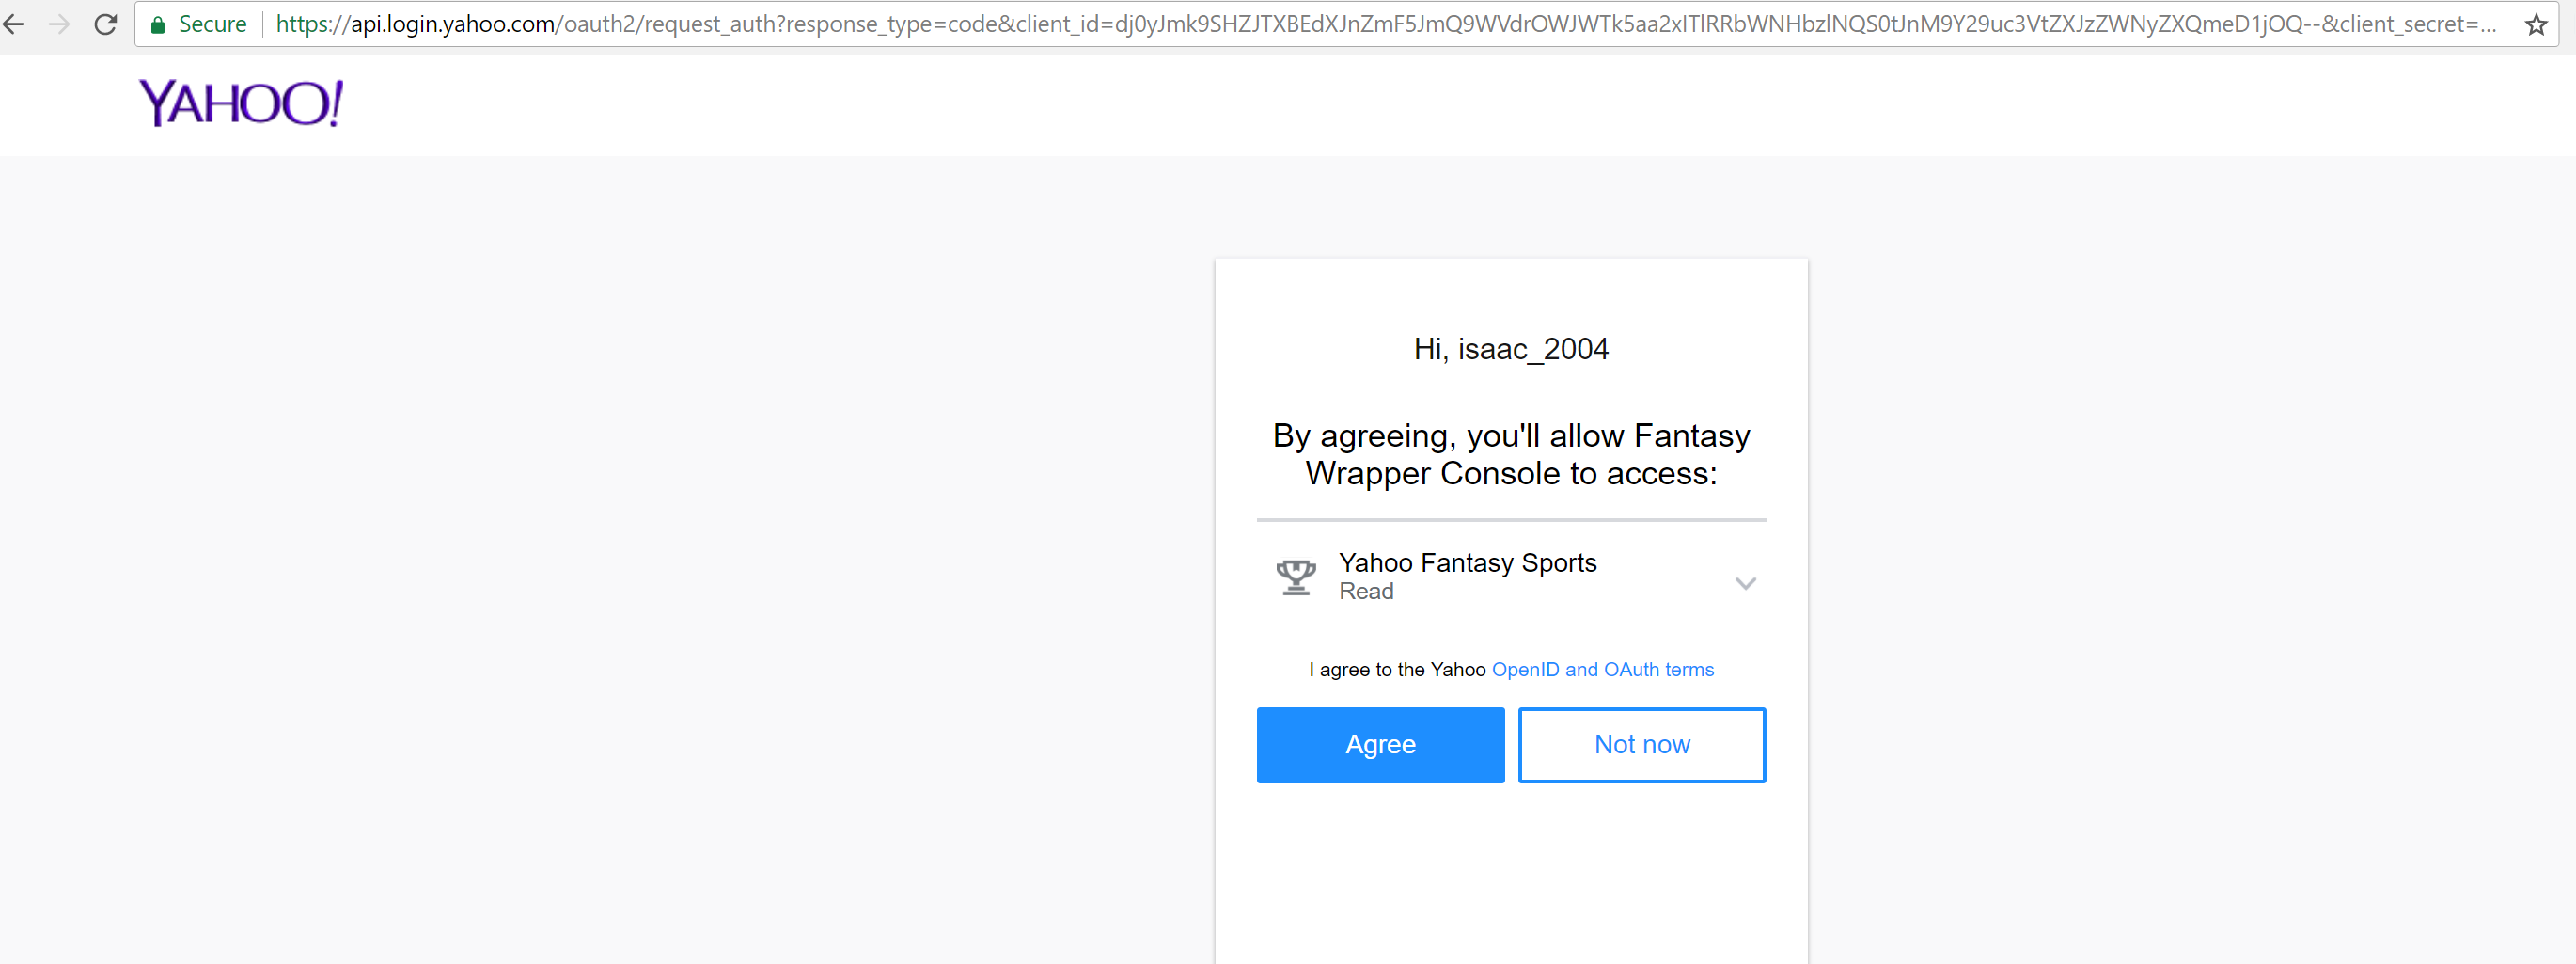 Secure https://api.login.yahoo.com/oauth2/request_auth?response_type=code&client_id=dj0yJmk9SHZJTXBEdXJnZmF5JmQ9WVdrOWJWTk5aa2xITlRRbWNHbzlNQS0tJnM9Y29uc3VtZXJzZWNyZXQmeD1jOQ--&client_secret=...
YAHOO!
Hi, isaac_2004
By agreeing, you'll allow Fantasy
Wrapper Console to access:
Yahoo Fantasy Sports
Read
I agree to the Yahoo OpenID and OAuth terms
Agree Not now